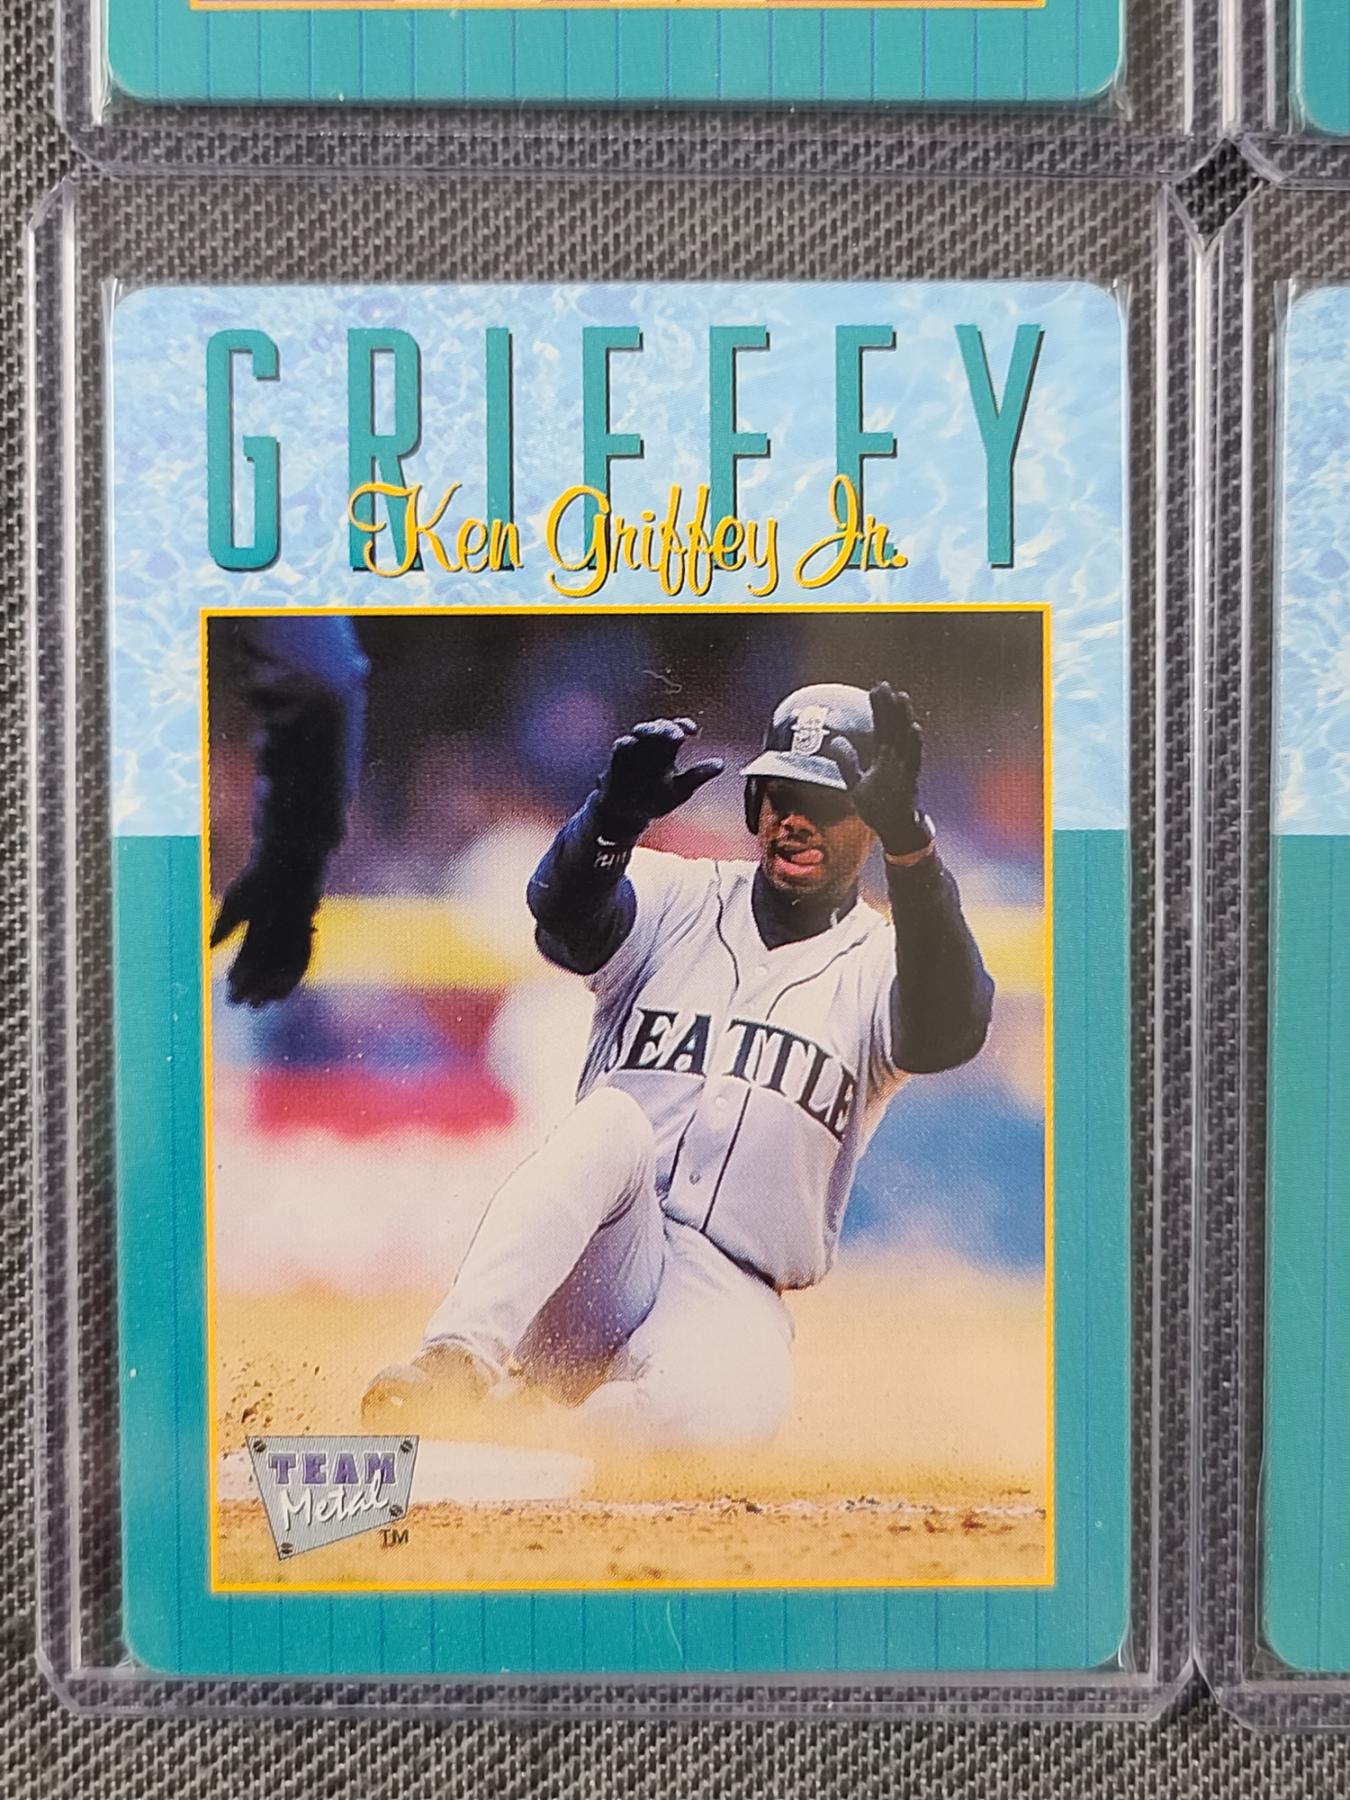 GRIFFEY
Ken Griffey Jr.
SEATTLE
TEAM
Metal
TM